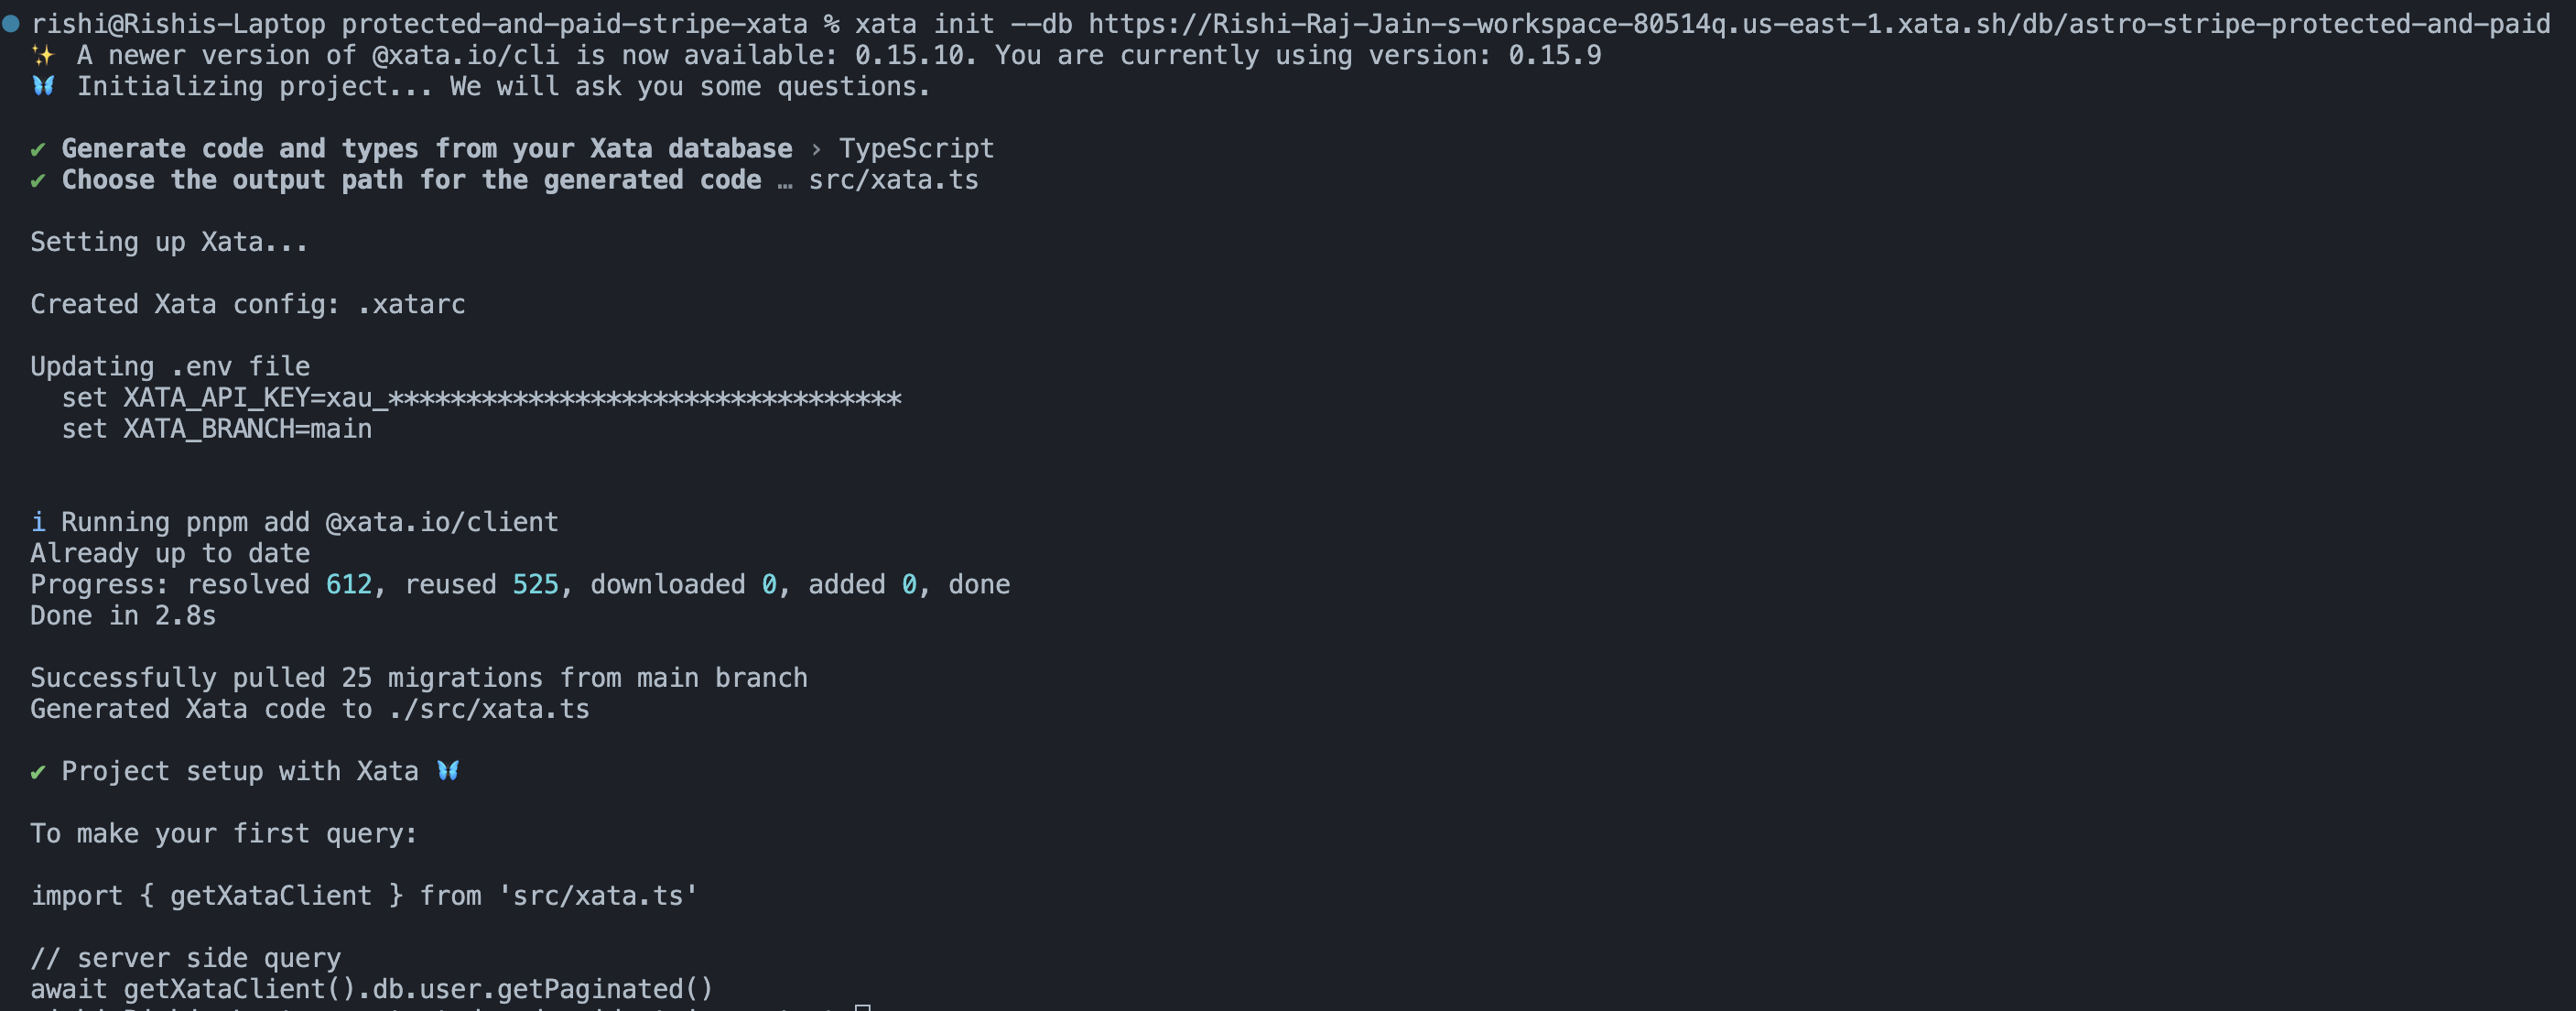 rishi@Rishis-Laptop protected-and-paid-stripe-xata % xata init --db https://Rishi-Raj-Jain-s-workspace-80514q.us-east-1.xata.sh/db/astro-stripe-protected-and-paid
✨ A newer version of @xata.io/cli is now available: 0.15.10. You are currently using version: 0.15.9
🦋 Initializing project... We will ask you some questions.
✔ Generate code and types from your Xata database › TypeScript
✔ Choose the output path for the generated code … src/xata.ts
Setting up Xata...
Created Xata config: .xatarc
Updating .env file
set XATA_API_KEY=xau_*********************************
set XATA_BRANCH=main
i Running pnpm add @xata.io/client
Already up to date
Progress: resolved 612, reused 525, downloaded 0, added 0, done
Done in 2.8s
Successfully pulled 25 migrations from main branch
Generated Xata code to ./src/xata.ts
✔ Project setup with Xata 🦋
To make your first query:
import { getXataClient } from 'src/xata.ts'
// server side query
await getXataClient().db.user.getPaginated()